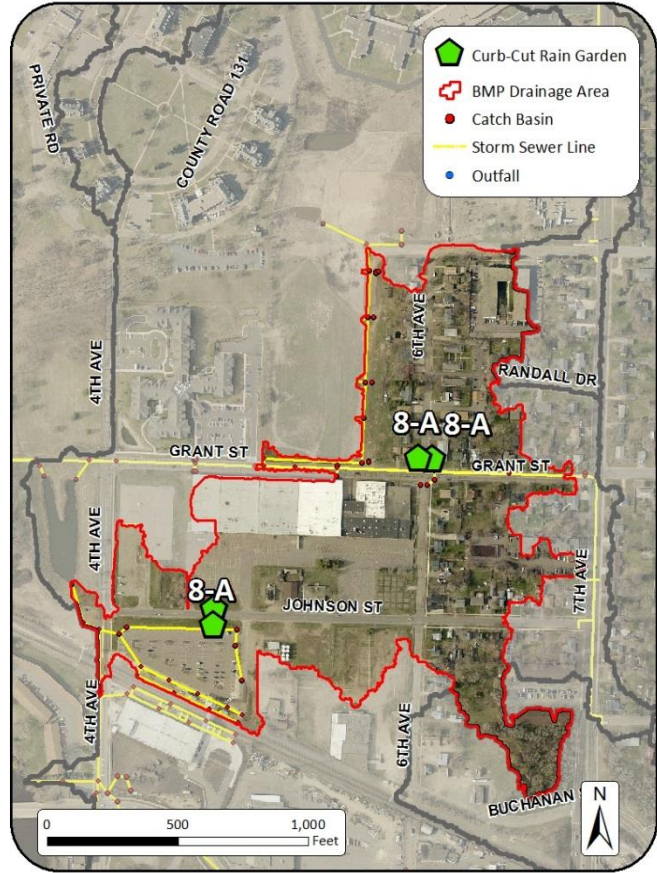 Curb-Cut Rain Garden
BMP Drainage Area
Catch Basin
Storm Sewer Line
Outfall
PRIVATE RD
COUNTY ROAD 131
4TH AVE
6TH AVE
RANDALL DR
8-A 8-A
GRANT ST
GRANT ST
4TH AVE
7TH AVE
8-A
JOHNSON ST
4TH AVE
6TH AVE
BUCHANAN
N
0 500 1,000
Feet